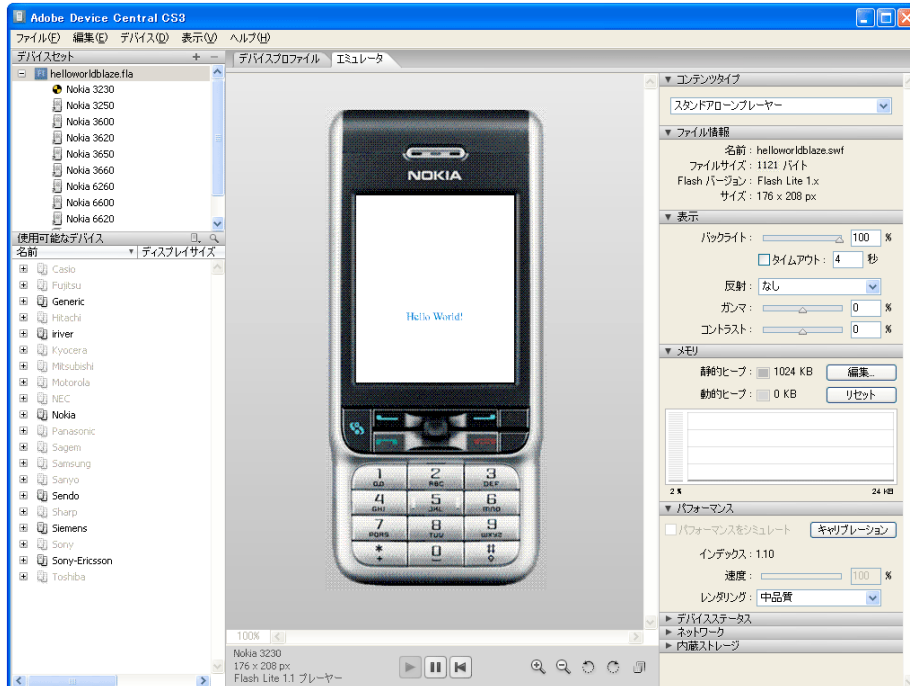 Adobe Device Central CS3
ファイル(F) 編集(E) デバイス(D) 表示(V) ヘルプ(H)
デバイスセット
helloworldblaze.fla
Nokia 3230
Nokia 3250
Nokia 3600
Nokia 3620
Nokia 3650
Nokia 3660
Nokia 6260
Nokia 6600
Nokia 6620
使用可能なデバイス
名前 ディスプレイサイズ
Casio
Fujitsu
Generic
Hitachi
iriver
Kyocera
Mitsubishi
Motorola
NEC
Nokia
Panasonic
Sagem
Samsung
Sanyo
Sendo
Sharp
Siemens
Sony
Sony-Ericsson
Toshiba
デバイスプロファイル エミュレータ
NOKIA
Hello World!
1 2 3
O.O ABC DEF
4 5 6
GHI JKL mno
7 8 9
PQRS TUV wxyz
* 0 #
+
100%
Nokia 3230
176 x 208 px
Flash Lite 1.1 プレーヤー
コンテンツタイプ
スタンドアローンプレーヤー
ファイル情報
名前 : helloworldblaze.swf
ファイルサイズ : 1121 バイト
Flash バージョン : Flash Lite 1.x
サイズ : 176 x 208 px
表示
バックライト : 100 %
タイムアウト : 4 秒
反射 : なし
ガンマ : 0 %
コントラスト : 0 %
メモリ
静的ヒープ : 1024 KB 編集...
動的ヒープ : 0 KB リセット
2 % 24 KB
パフォーマンス
パフォーマンスをシミュレート キャリブレーション
インデックス : 1.10
速度 : 100 %
レンダリング : 中品質
デバイスステータス
ネットワーク
内蔵ストレージ